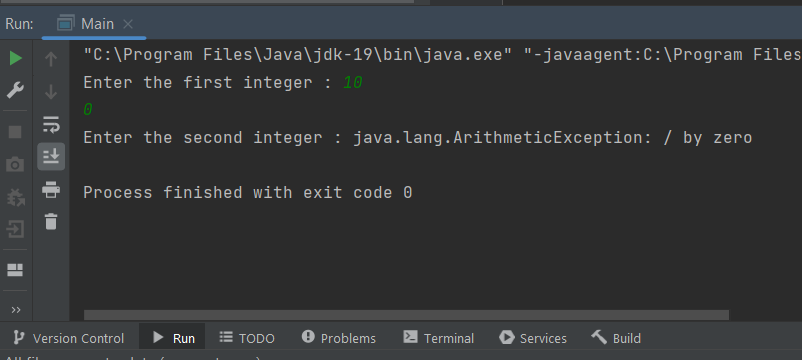 Run: Main
"C:\Program Files\Java\jdk-19\bin\java.exe" "-javaagent:C:\Program Files
Enter the first integer : 10
0
Enter the second integer : java.lang.ArithmeticException: / by zero
Process finished with exit code 0
Version Control Run TODO Problems Terminal Services Build